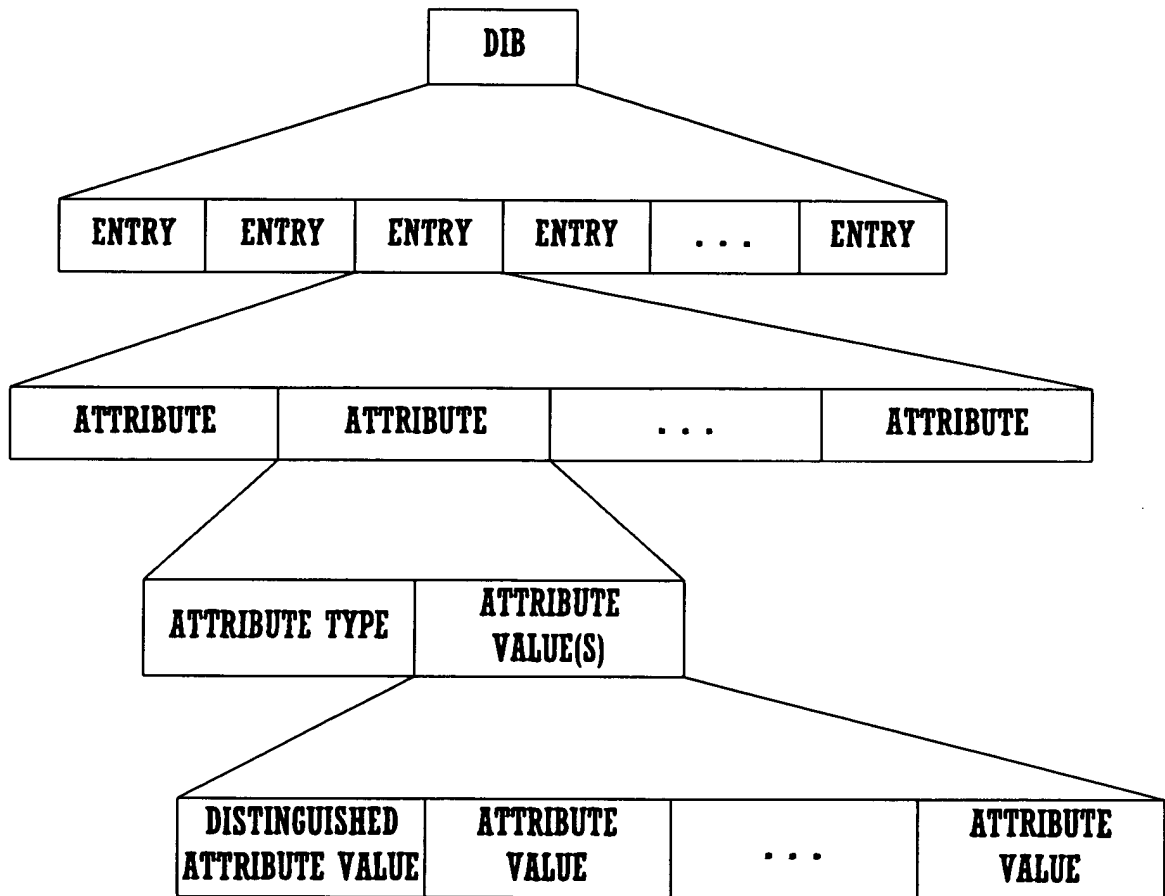 DIB
ENTRY ENTRY ENTRY ENTRY . . . ENTRY
ATTRIBUTE ATTRIBUTE . . . ATTRIBUTE
ATTRIBUTE TYPE
ATTRIBUTE
VALUE(S)
DISTINGUISHED
ATTRIBUTE VALUE
ATTRIBUTE
VALUE
. . .
ATTRIBUTE
VALUE